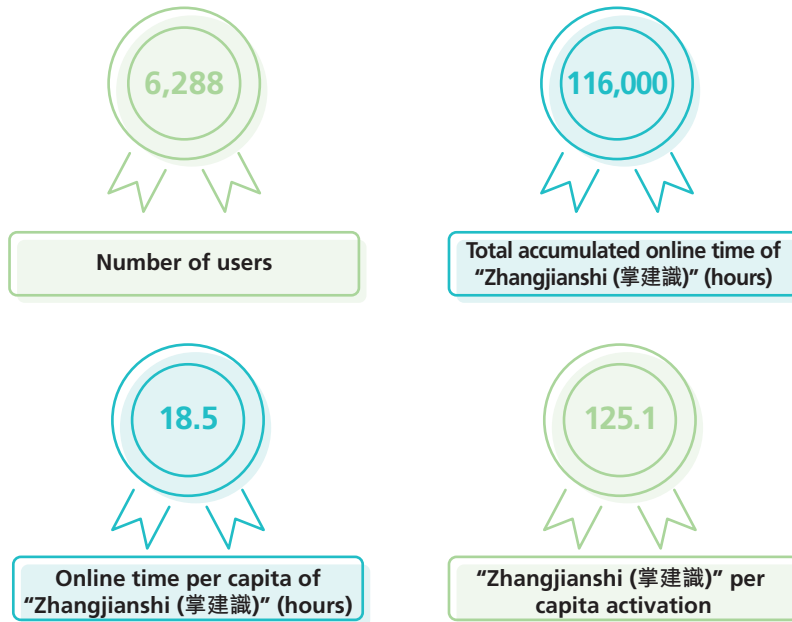 6,288
Number of users
116,000
Total accumulated online time of
“Zhangjianshi (掌建識)” (hours)
18.5
Online time per capita of
“Zhangjianshi (掌建識)” (hours)
125.1
“Zhangjianshi (掌建識)” per
capita activation